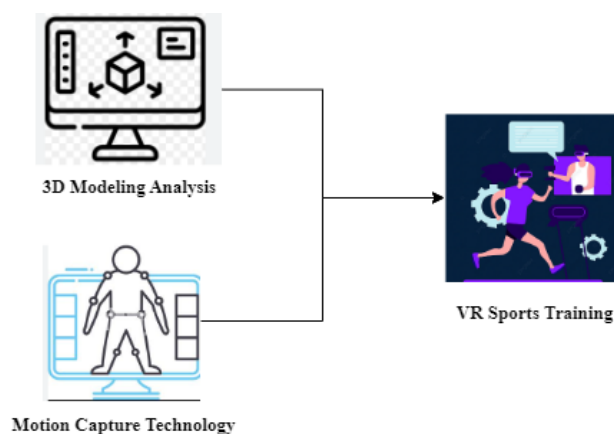 3D Modeling Analysis
Motion Capture Technology
VR Sports Training